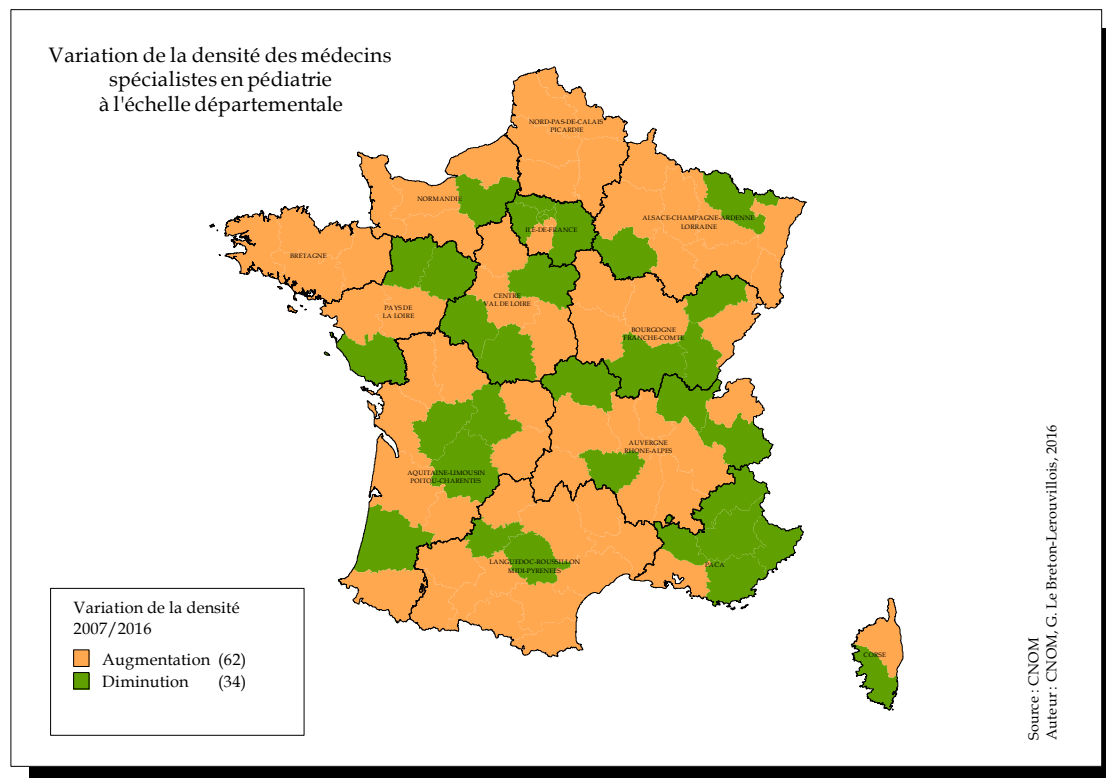 Variation de la densité des médecins
spécialistes en pédiatrie
à l'échelle départementale
NORD-PAS-DE-CALAIS
PICARDIE
NORMANDIE
ALSACE-CHAMPAGNE-ARDENNE
LORRAINE
ILE-DE-FRANCE
BRETAGNE
CENTRE
VAL DE LOIRE
PAYS DE
LA LOIRE
BOURGOGNE
FRANCHE-COMTE
AUVERGNE
RHONE-ALPES
AQUITAINE-LIMOUSIN
POITOU-CHARENTES
LANGUEDOC-ROUSSILLON
MIDI-PYRENEES
PACA
CORSE
Variation de la densité
2007/2016
Augmentation (62)
Diminution (34)
Source : CNOM
Auteur : CNOM, G. Le Breton-Lerouvillois, 2016